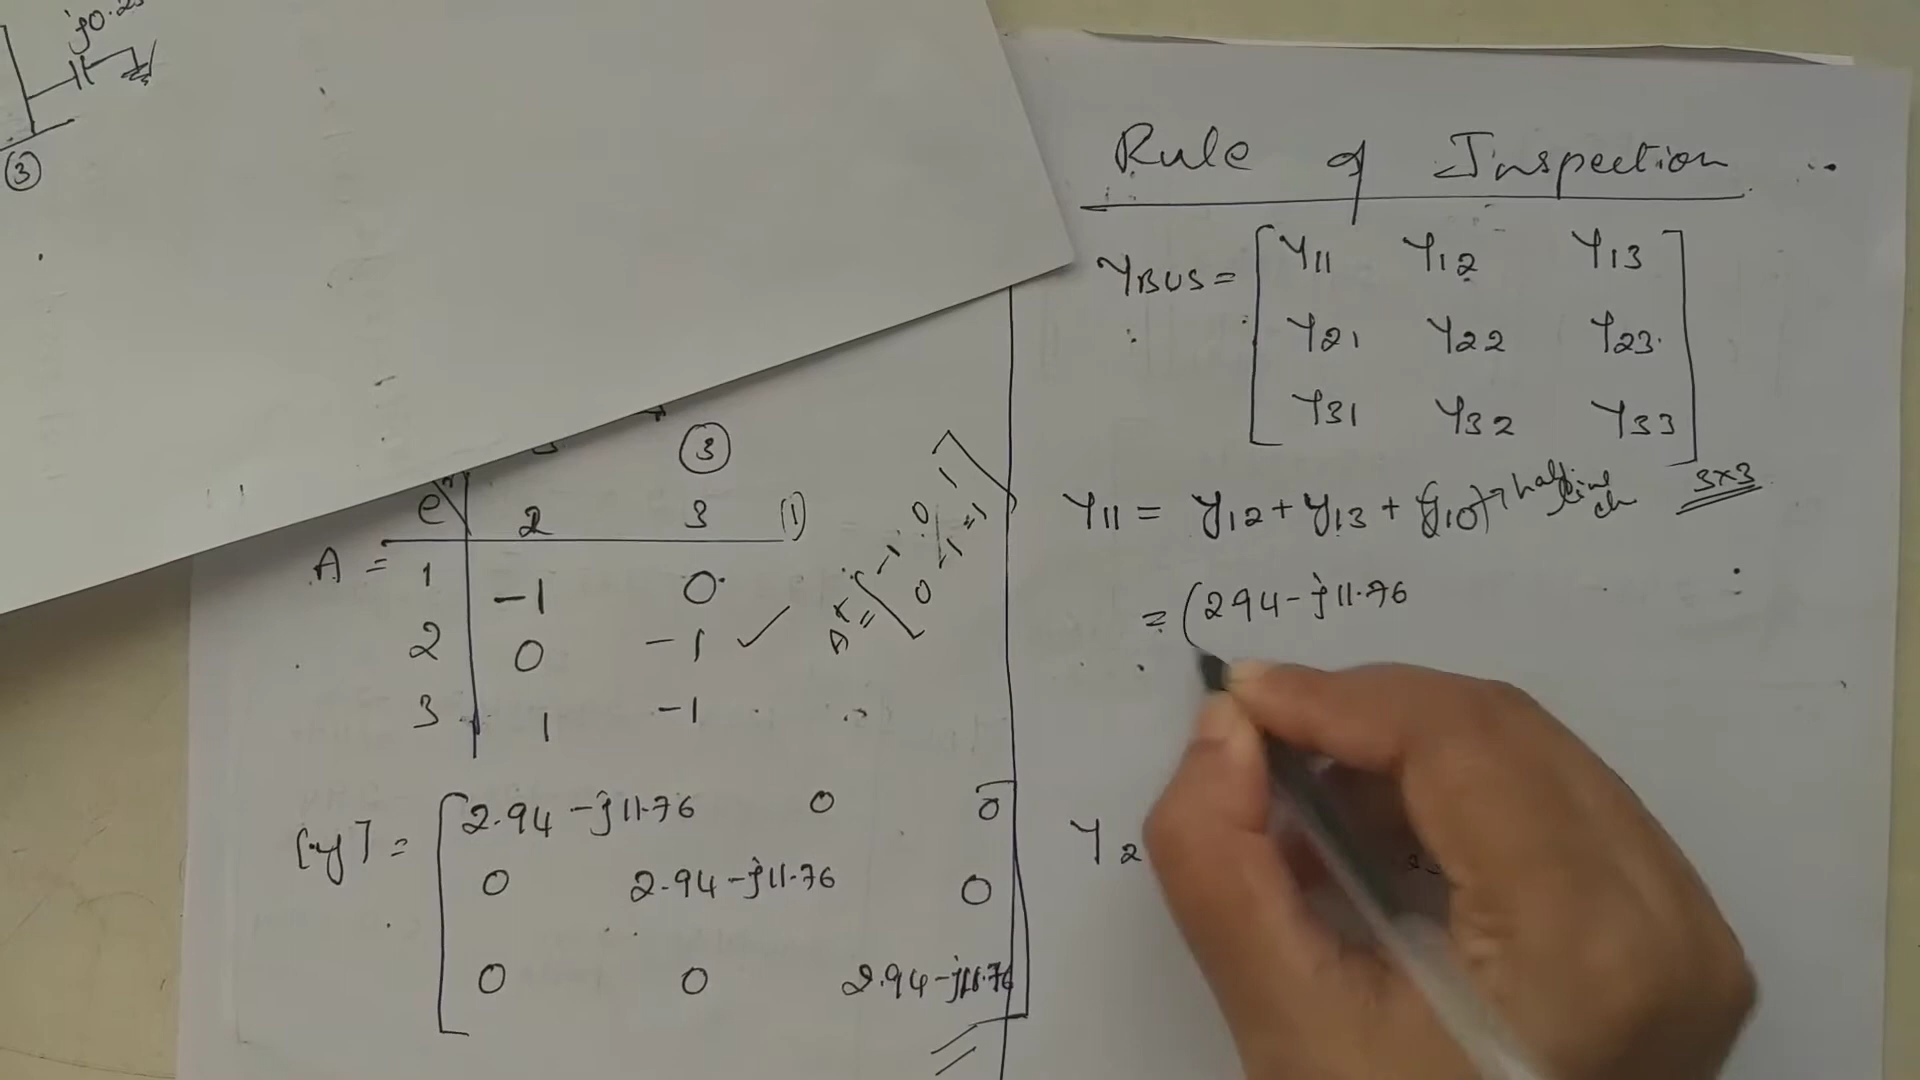 j0.25
3
3
e 2 3 (1)
A = 1 -1 0
2 0 -1 ✓
3 1 -1
[y] = 2.94-j11.76 0 0
0 2.94-j11.76 0
0 0 2.94-j11.76
Rule of Inspection
YBUS = Y11 Y12 Y13
Y21 Y22 Y23
Y31 Y32 Y33
3x3
Y11 = y12 + y13 + (y10) → half line ch
= (294-j11.76
Y2